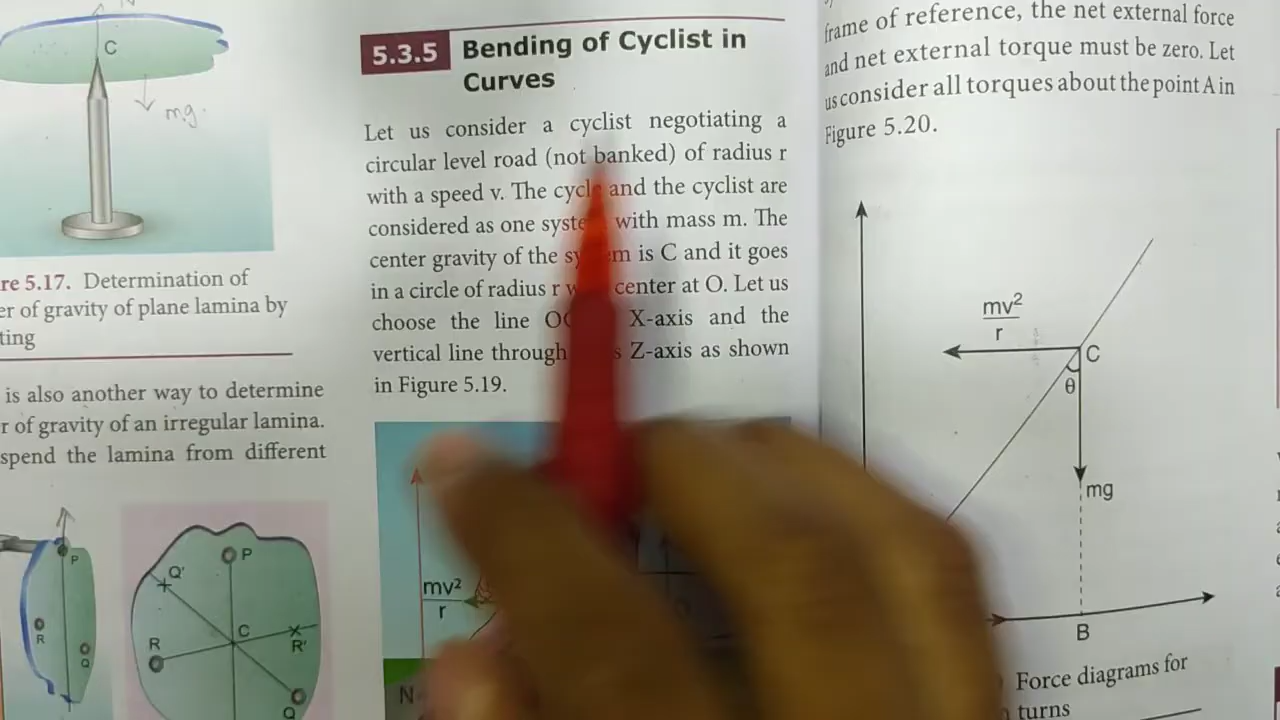 N
C
mg.
re 5.17. Determination of
er of gravity of plane lamina by
ting
is also another way to determine
r of gravity of an irregular lamina.
spend the lamina from different
P
R
Q
Q'
P
R
C
R'
Q
5.3.5 Bending of Cyclist in
Curves
Let us consider a cyclist negotiating a
circular level road (not banked) of radius r
with a speed v. The and the cyclist are
considered as one with mass m. The
center gravity of the is C and it goes
in a circle of radius r center at O. Let us
choose the line X-axis and the
vertical line through Z-axis as shown
in Figure 5.19.
mv²
r
N
frame of reference, the net external force
and net external torque must be zero. Let
us consider all torques about the point A in
Figure 5.20.
mv²
r
C
θ
mg
B
Force diagrams for
turns